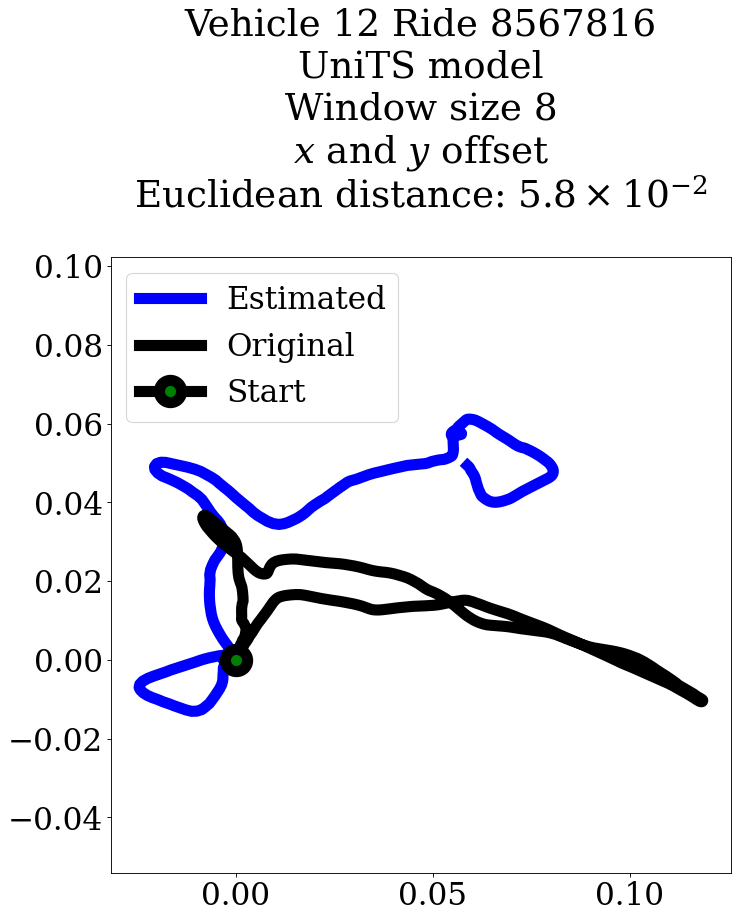 Vehicle 12 Ride 8567816
UniTS model
Window size 8
x and y offset
Euclidean distance: 5.8 × 10⁻²
0.10
0.08
0.06
0.04
0.02
0.00
−0.02
−0.04
Estimated
Original
Start
0.00 0.05 0.10